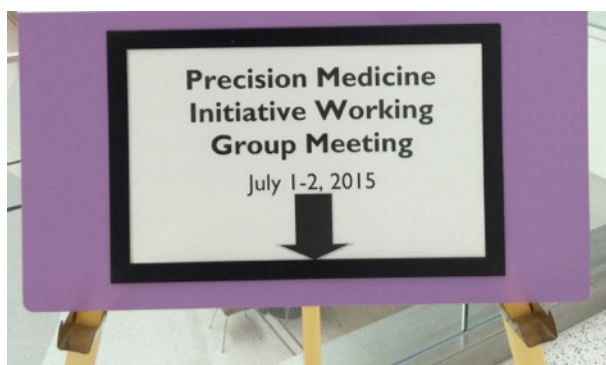 Precision Medicine
Initiative Working
Group Meeting
July 1-2, 2015